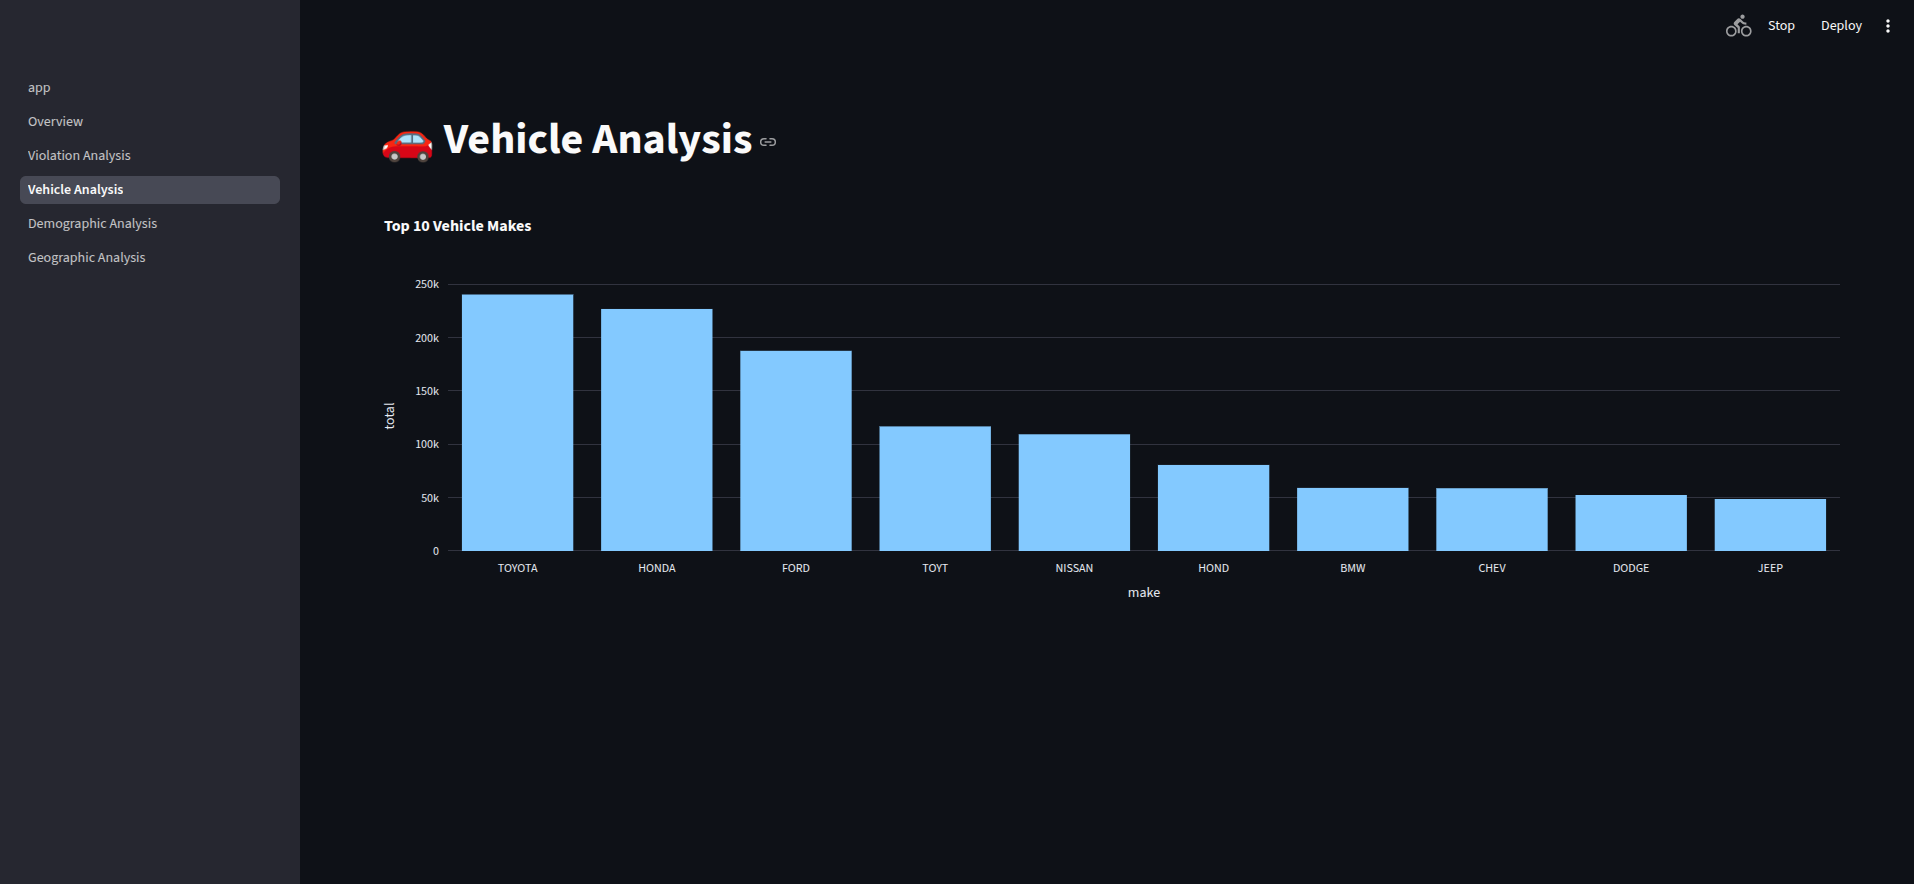 Stop Deploy
app
Overview
Violation Analysis
Vehicle Analysis
Demographic Analysis
Geographic Analysis
Vehicle Analysis
Top 10 Vehicle Makes
250k
200k
150k
100k
50k
0
total
TOYOTA HONDA FORD TOYT NISSAN HOND BMW CHEV DODGE JEEP
make